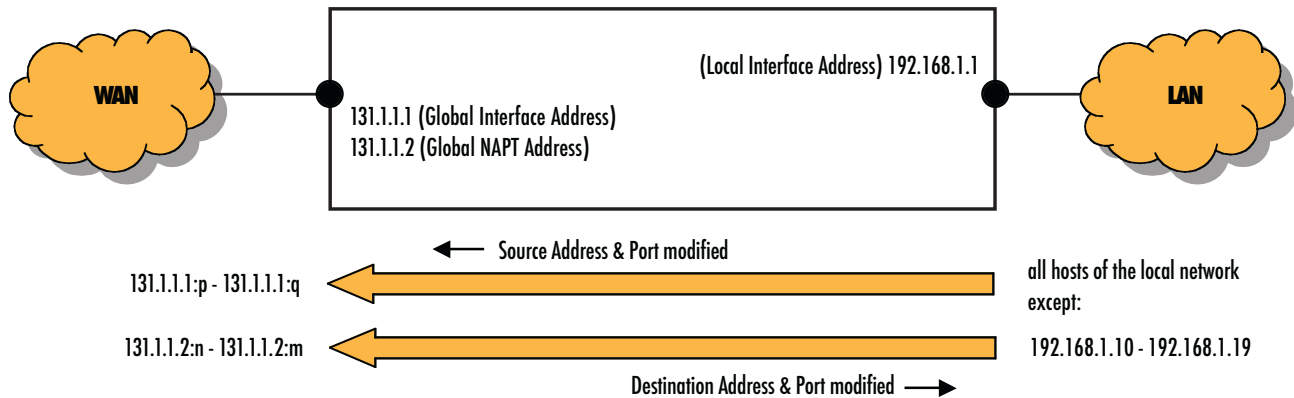 (Local Interface Address) 192.168.1.1
WAN
LAN
131.1.1.1 (Global Interface Address)
131.1.1.2 (Global NAPT Address)
Source Address & Port modified
131.1.1.1:p - 131.1.1.1:q
all hosts of the local network
except:
131.1.1.2:n - 131.1.1.2:m
192.168.1.10 - 192.168.1.19
Destination Address & Port modified